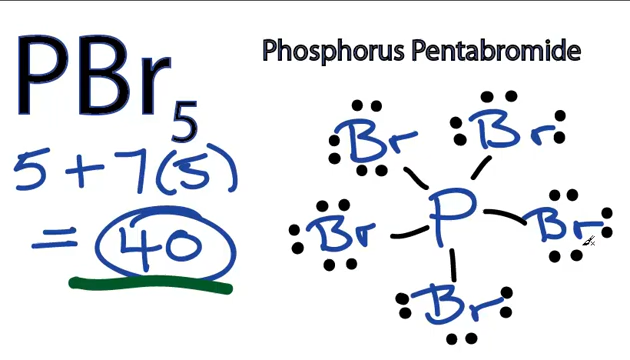 PBr5
Phosphorus Pentabromide
5 + 7(5)
= 40
Br Br
P
Br Br
Br